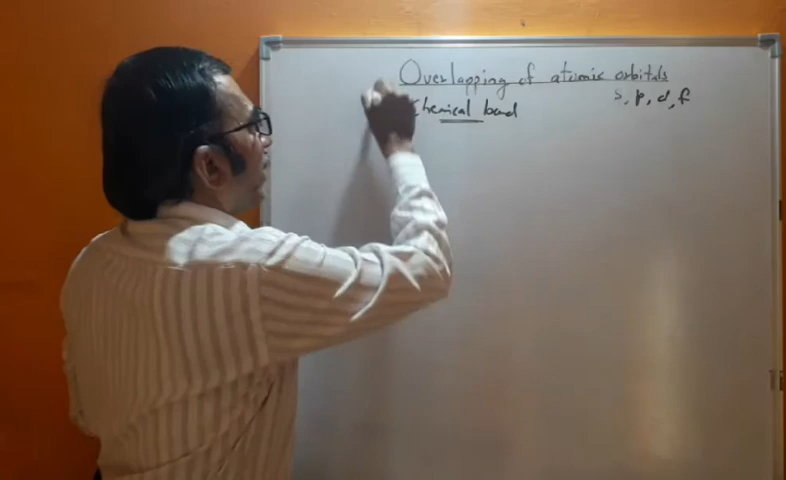 Overlapping of atomic orbitals
Chemical bond s, p, d, f